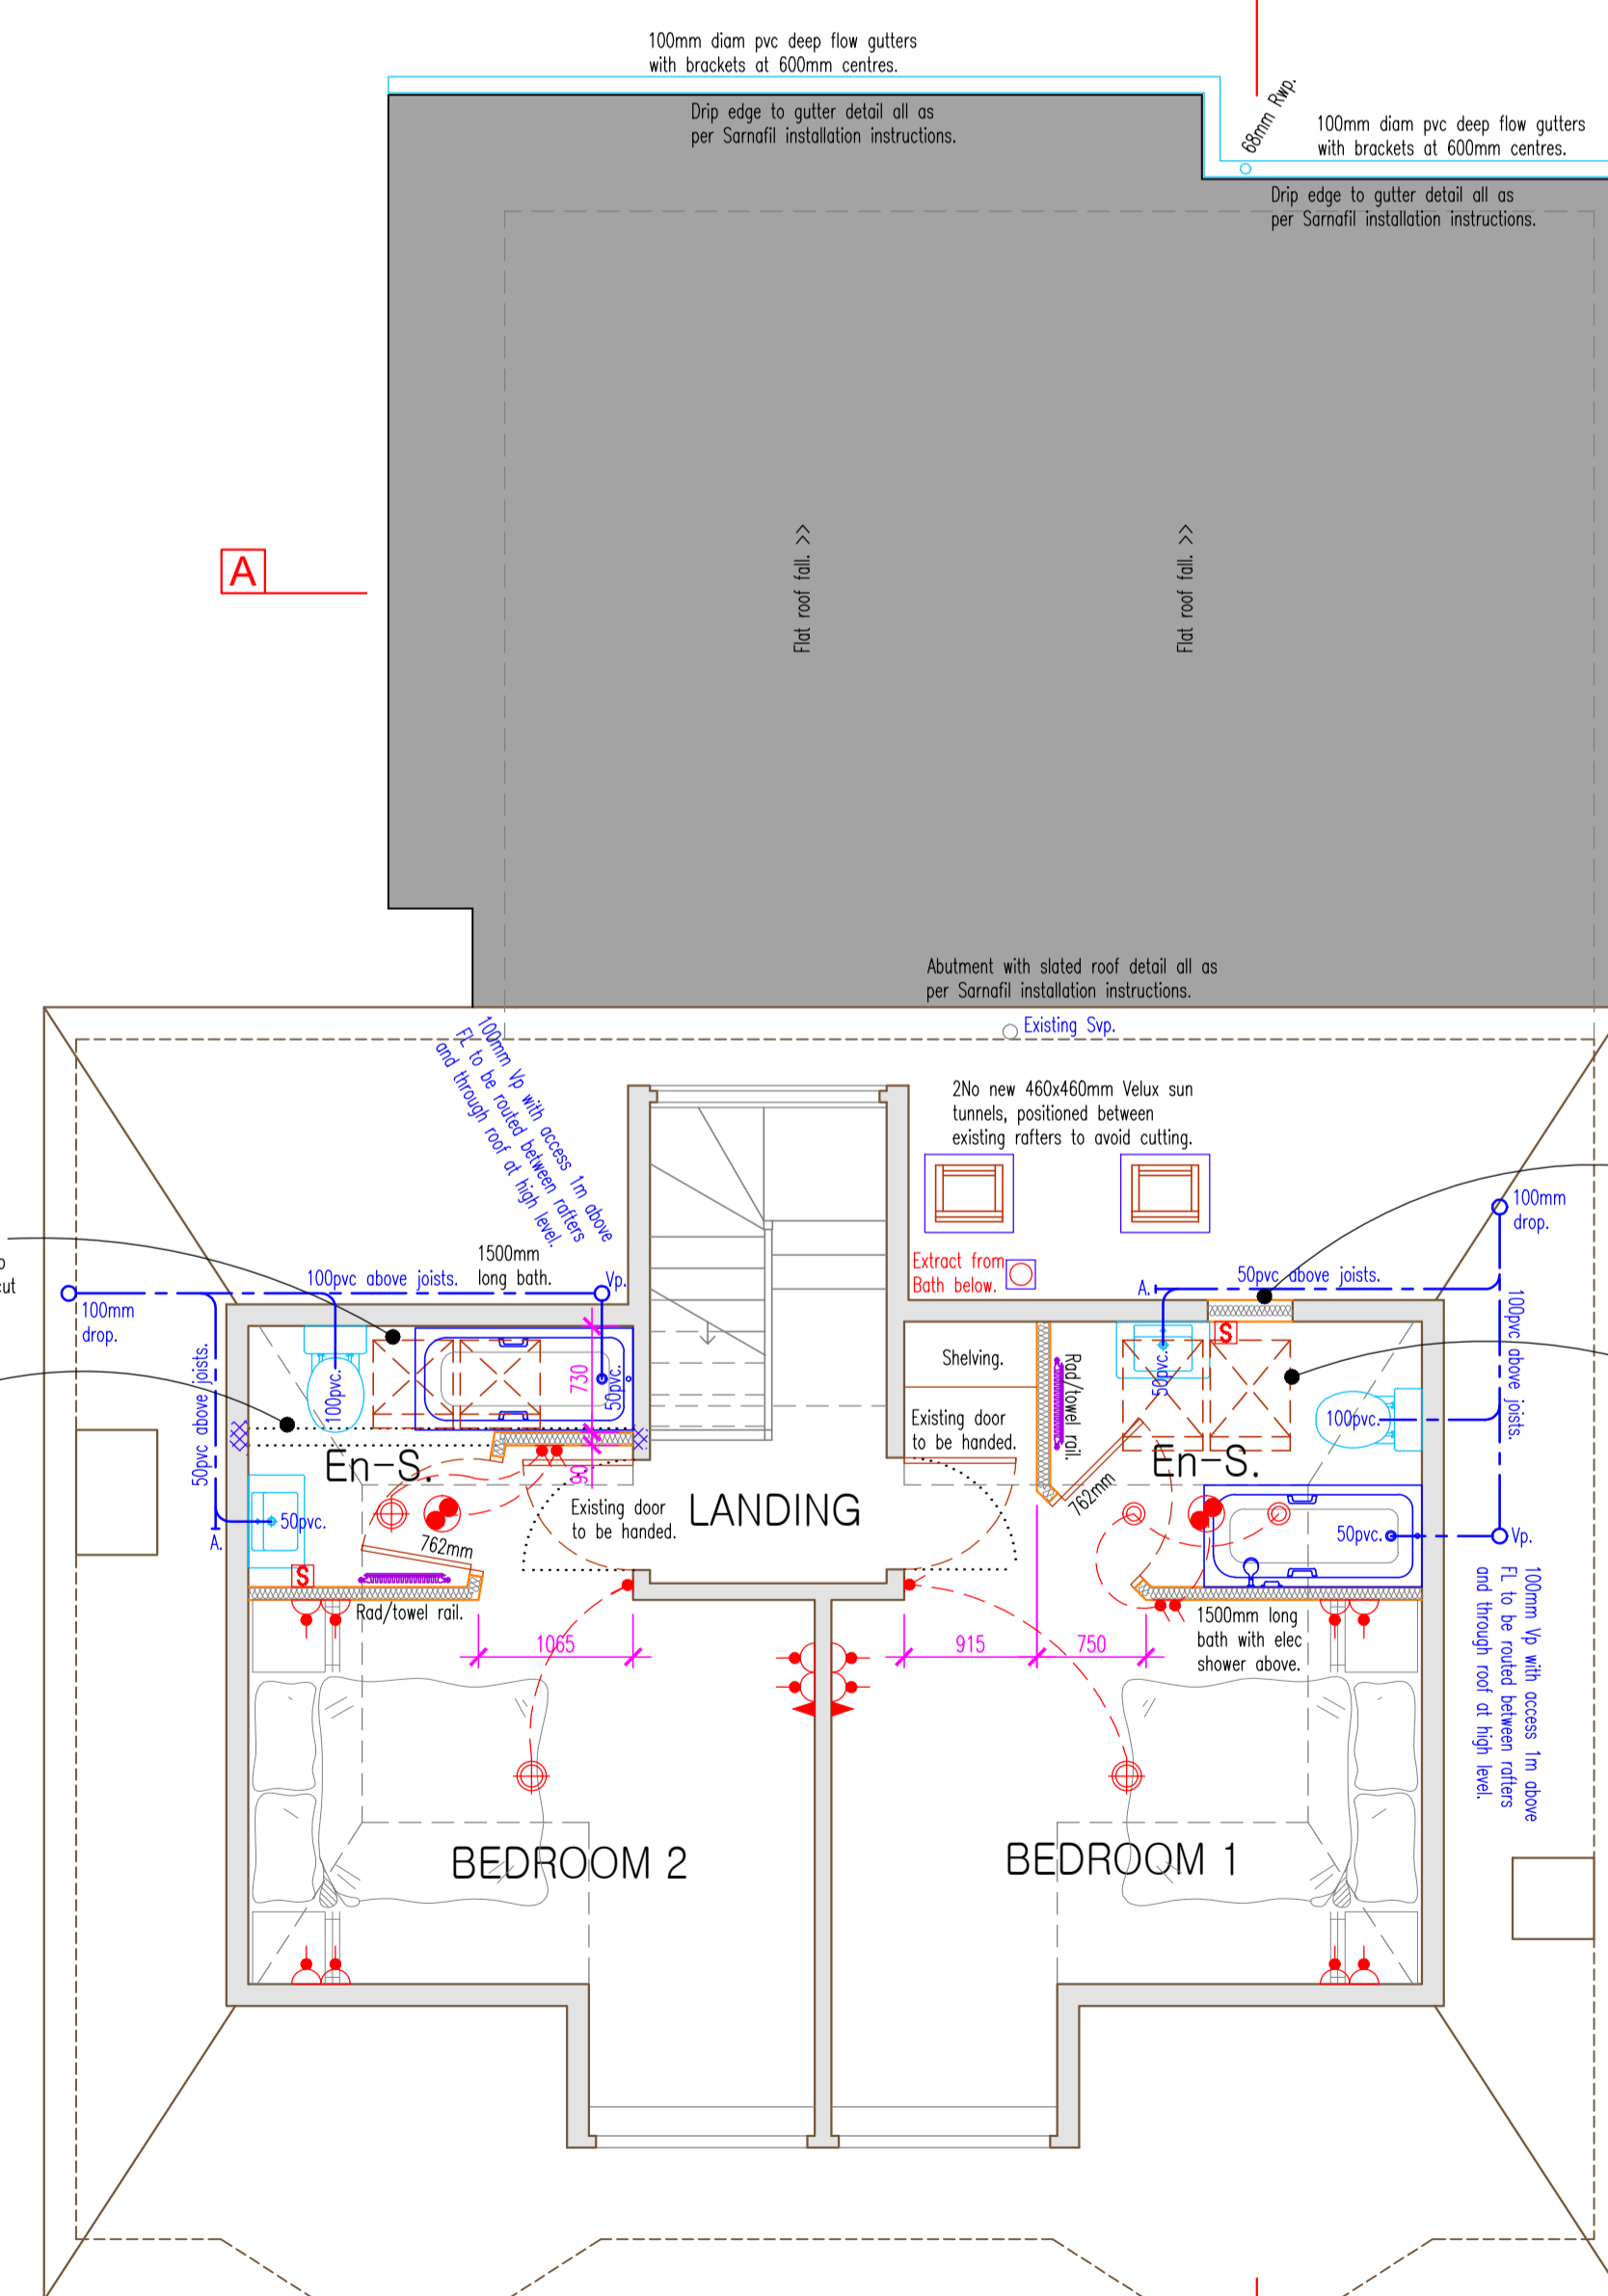 100mm diam pvc deep flow gutters
with brackets at 600mm centres.
Drip edge to gutter detail all as
per Sarnafil installation instructions.
68mm Rwp.
100mm diam pvc deep flow gutters
with brackets at 600mm centres.
Drip edge to gutter detail all as
per Sarnafil installation instructions.
A
Flat roof fall. >>
Flat roof fall. >>
Abutment with slated roof detail all as
per Sarnafil installation instructions.
Existing Svp.
100mm Vp with access 1m above
FL to be routed between rafters
and through roof at high level.
2No new 460x460mm Velux sun
tunnels, positioned between
existing rafters to avoid cutting.
100mm
drop.
Extract from
Bath below.
1500mm
long bath.
100pvc above joists.
Vp.
100mm
drop.
A.
50pvc above joists.
100pvc above joists.
50pvc above joists.
100pvc.
730
50pvc.
90
Shelving.
Rad/towel rail.
50pvc.
S
100pvc.
Existing door
to be handed.
En-S.
En-S.
762mm
50pvc.
A.
Existing door
to be handed.
LANDING
762mm
50pvc.
Vp.
S
Rad/towel rail.
1065
915
750
1500mm long
bath with elec
shower above.
100mm Vp with access 1m above
FL to be routed between rafters
and through roof at high level.
BEDROOM 2
BEDROOM 1